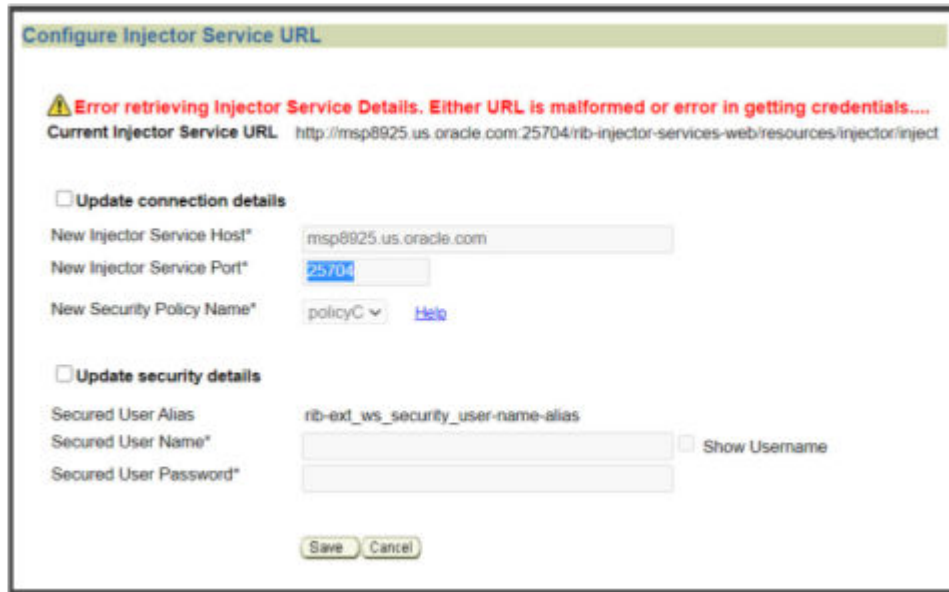 Configure Injector Service URL
Error retrieving Injector Service Details. Either URL is malformed or error in getting credentials....
Current Injector Service URL http://msp8925.us.oracle.com:25704/rib-injector-services-web/resources/injector/inject
Update connection details
New Injector Service Host* msp8925.us.oracle.com
New Injector Service Port* 25704
New Security Policy Name* policyC Help
Update security details
Secured User Alias rib-ext_ws_security_user-name-alias
Secured User Name* Show Username
Secured User Password*
Save Cancel